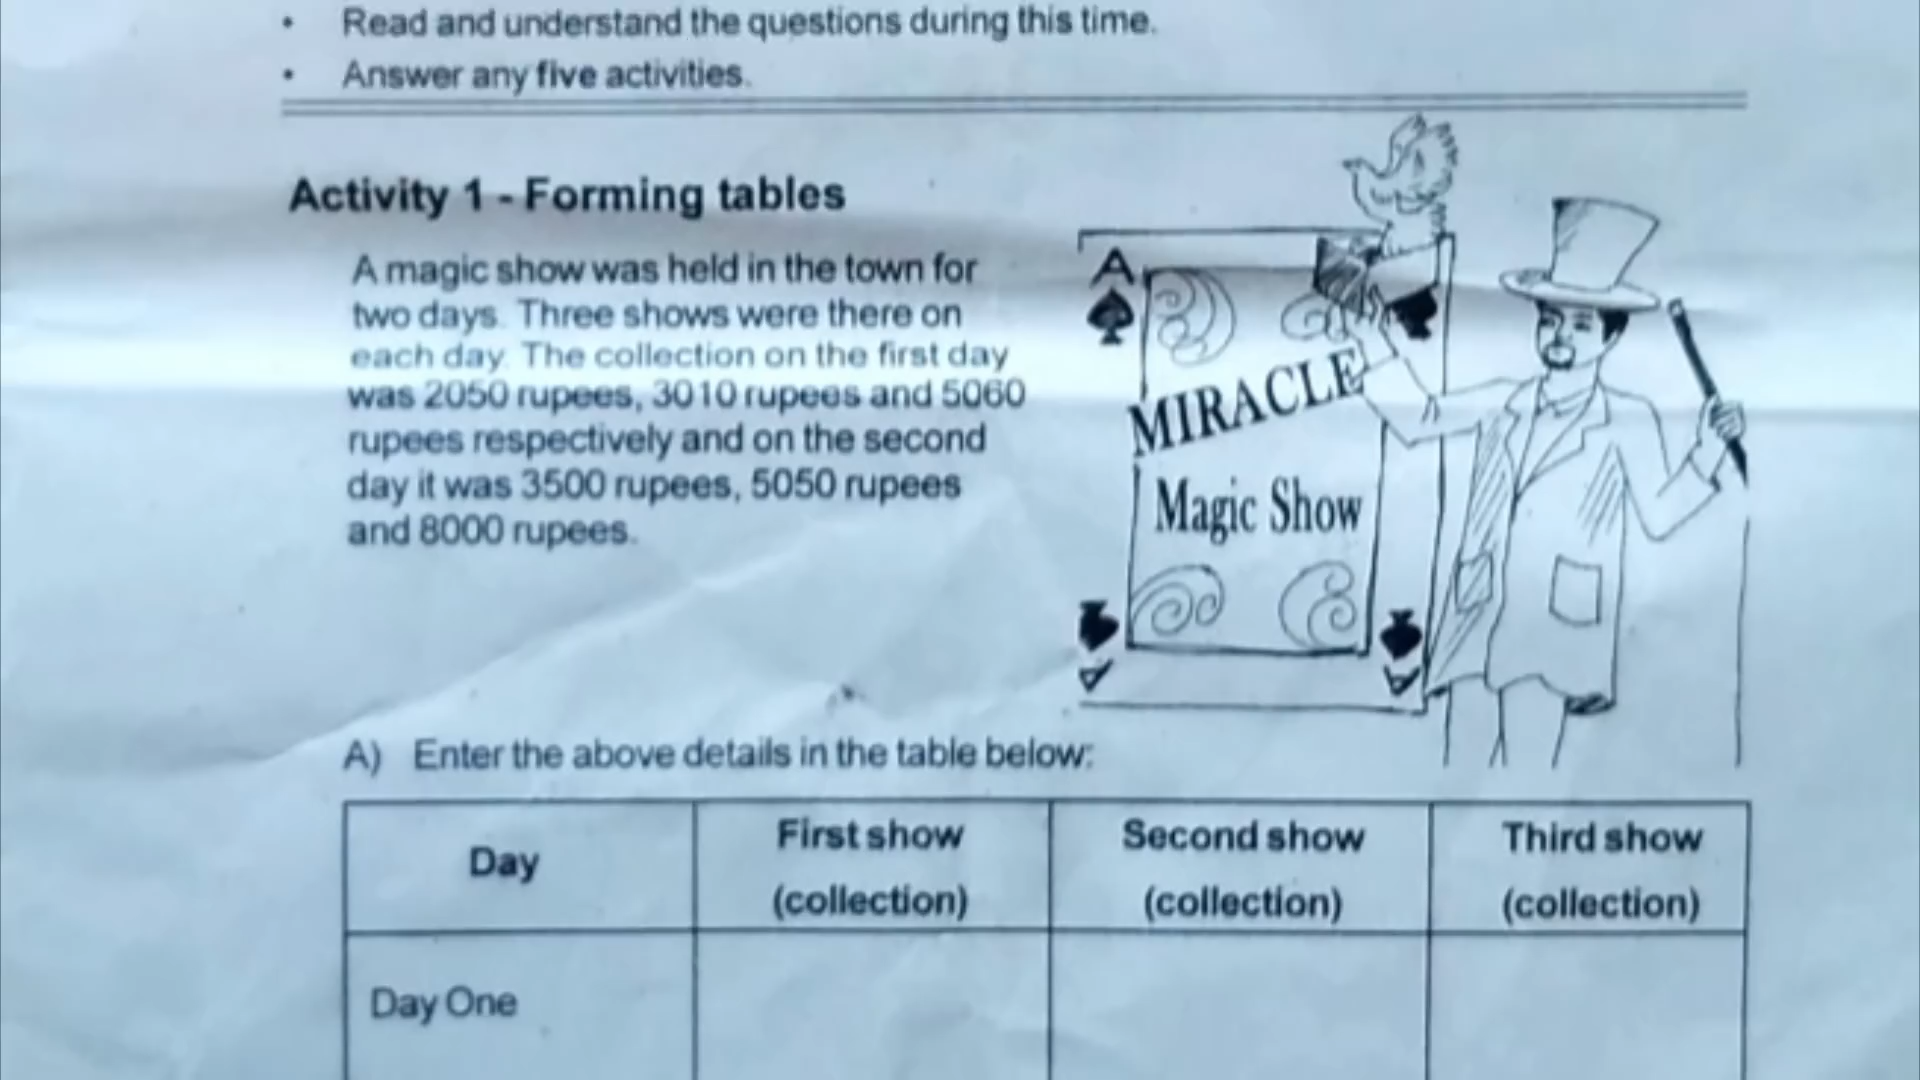 • Read and understand the questions during this time.
• Answer any five activities.
Activity 1 - Forming tables
A magic show was held in the town for
two days. Three shows were there on
each day. The collection on the first day
was 2050 rupees, 3010 rupees and 5060
rupees respectively and on the second
day it was 3500 rupees, 5050 rupees
and 8000 rupees.
A
MIRACLE
Magic Show
A
A
A) Enter the above details in the table below:
Day
First show
(collection)
Second show
(collection)
Third show
(collection)
Day One